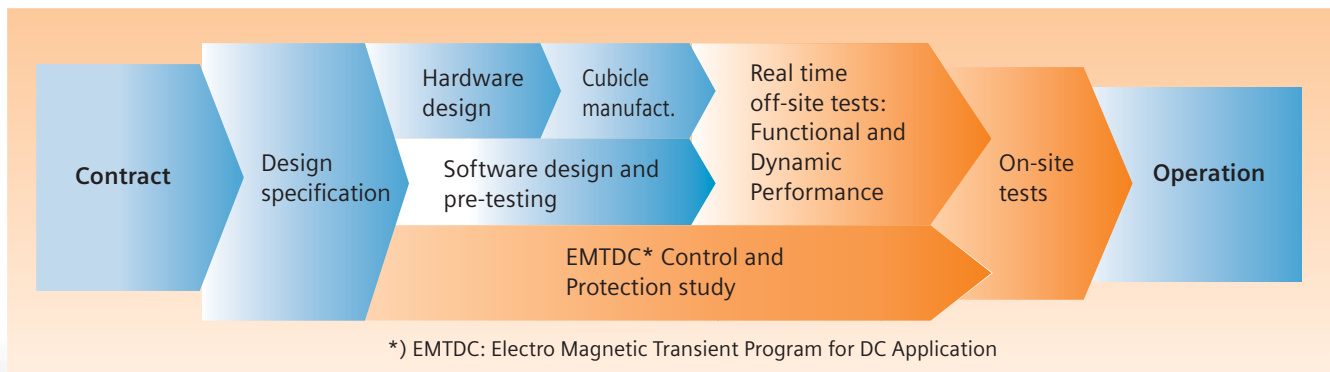 Contract
Design
specification
Hardware
design
Cubicle
manufact.
Software design and
pre-testing
Real time
off-site tests:
Functional and
Dynamic
Performance
EMTDC* Control and
Protection study
On-site
tests
Operation
*) EMTDC: Electro Magnetic Transient Program for DC Application